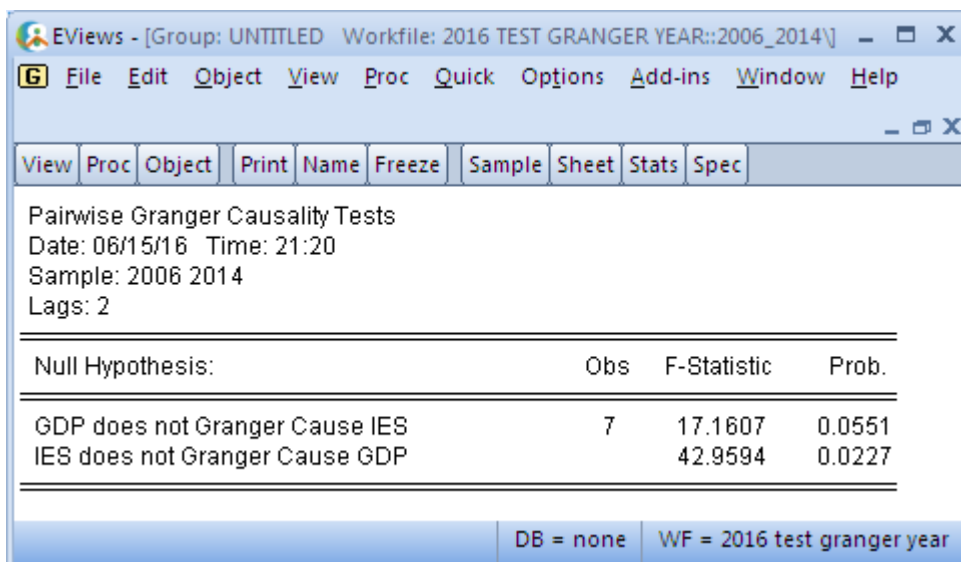 EViews - [Group: UNTITLED Workfile: 2016 TEST GRANGER YEAR::2006_2014\]
G File Edit Object View Proc Quick Options Add-ins Window Help
View Proc Object Print Name Freeze Sample Sheet Stats Spec
Pairwise Granger Causality Tests
Date: 06/15/16 Time: 21:20
Sample: 2006 2014
Lags: 2
Null Hypothesis: Obs F-Statistic Prob.
GDP does not Granger Cause IES 7 17.1607 0.0551
IES does not Granger Cause GDP 42.9594 0.0227
DB = none WF = 2016 test granger year